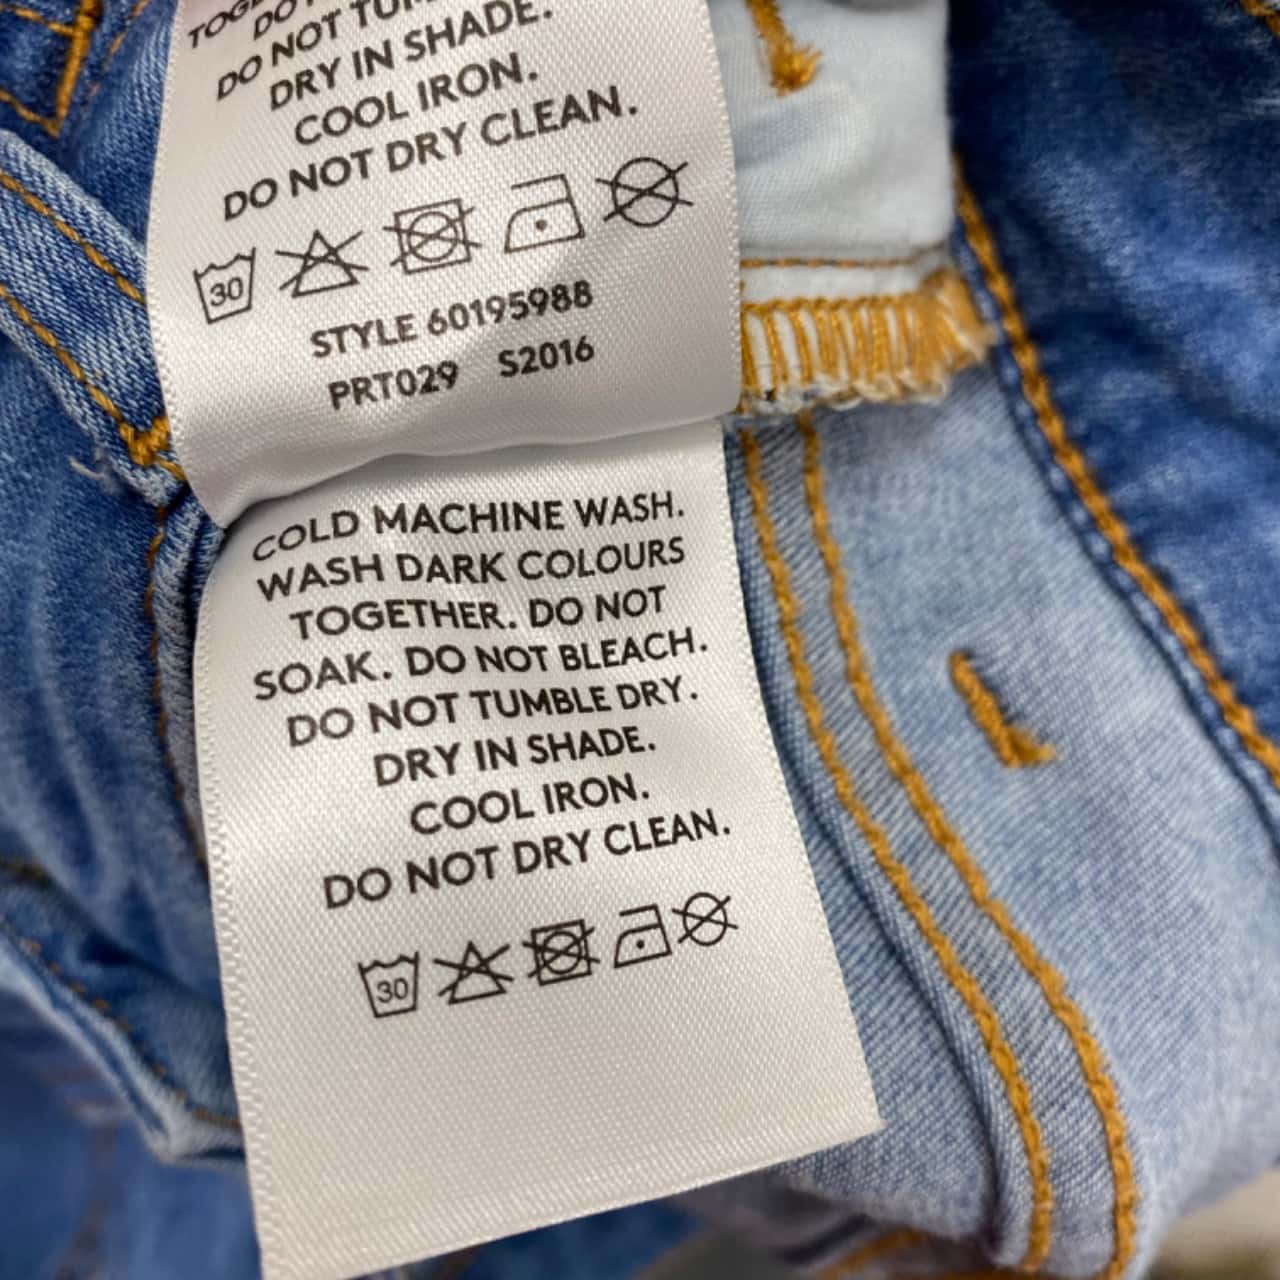 DO NOT
DRY IN SHADE.
COOL IRON.
DO NOT DRY CLEAN.
30
STYLE 60195988
PRT029 S2016
COLD MACHINE WASH.
WASH DARK COLOURS
TOGETHER. DO NOT
SOAK. DO NOT BLEACH.
DO NOT TUMBLE DRY.
DRY IN SHADE.
COOL IRON.
DO NOT DRY CLEAN.
30